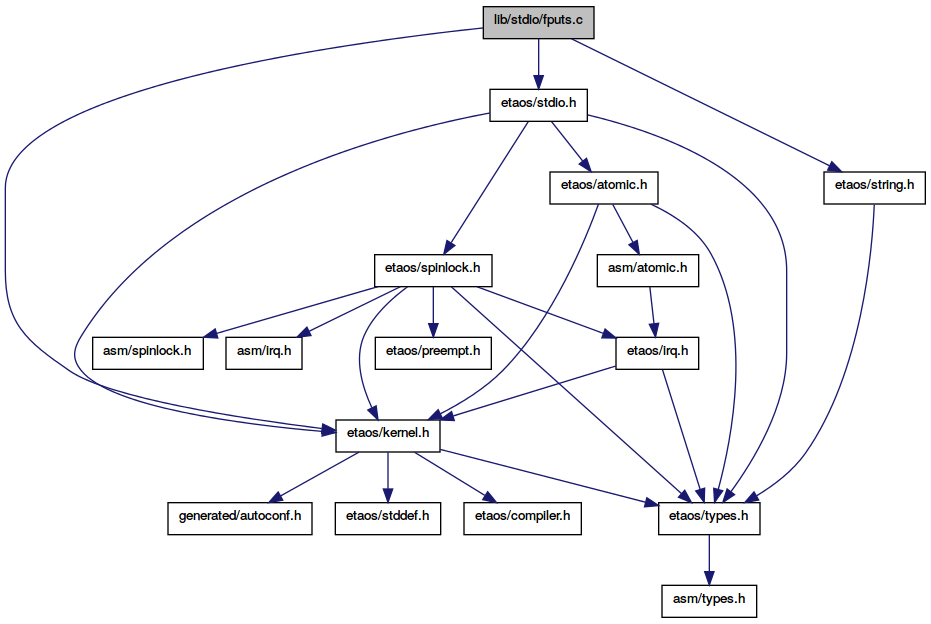 lib/stdio/fputs.c
etaos/stdio.h
etaos/atomic.h
etaos/string.h
etaos/spinlock.h
asm/atomic.h
asm/spinlock.h
asm/irq.h
etaos/preempt.h
etaos/irq.h
etaos/kernel.h
generated/autoconf.h
etaos/stddef.h
etaos/compiler.h
etaos/types.h
asm/types.h